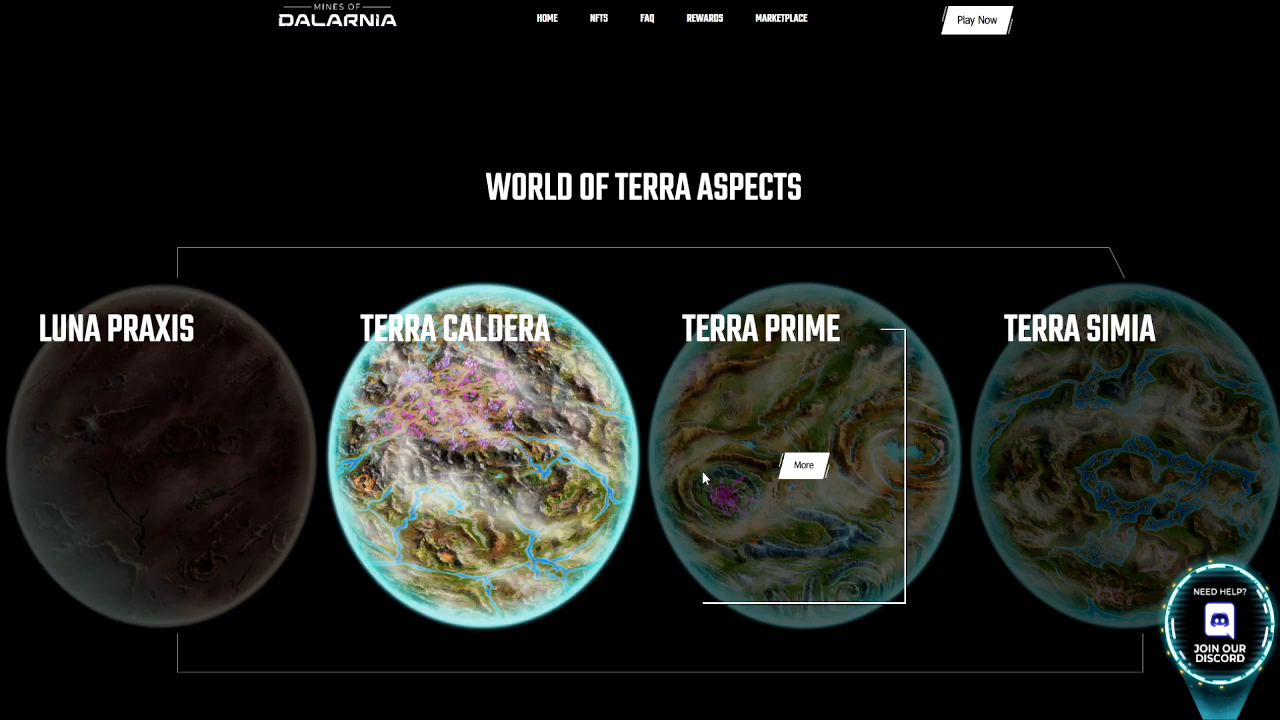 MINES OF
DALARNIA
HOME NFTS FAQ REWARDS MARKETPLACE
Play Now
WORLD OF TERRA ASPECTS
LUNA PRAXIS
TERRA CALDERA
TERRA PRIME
TERRA SIMIA
More
NEED HELP?
JOIN OUR
DISCORD